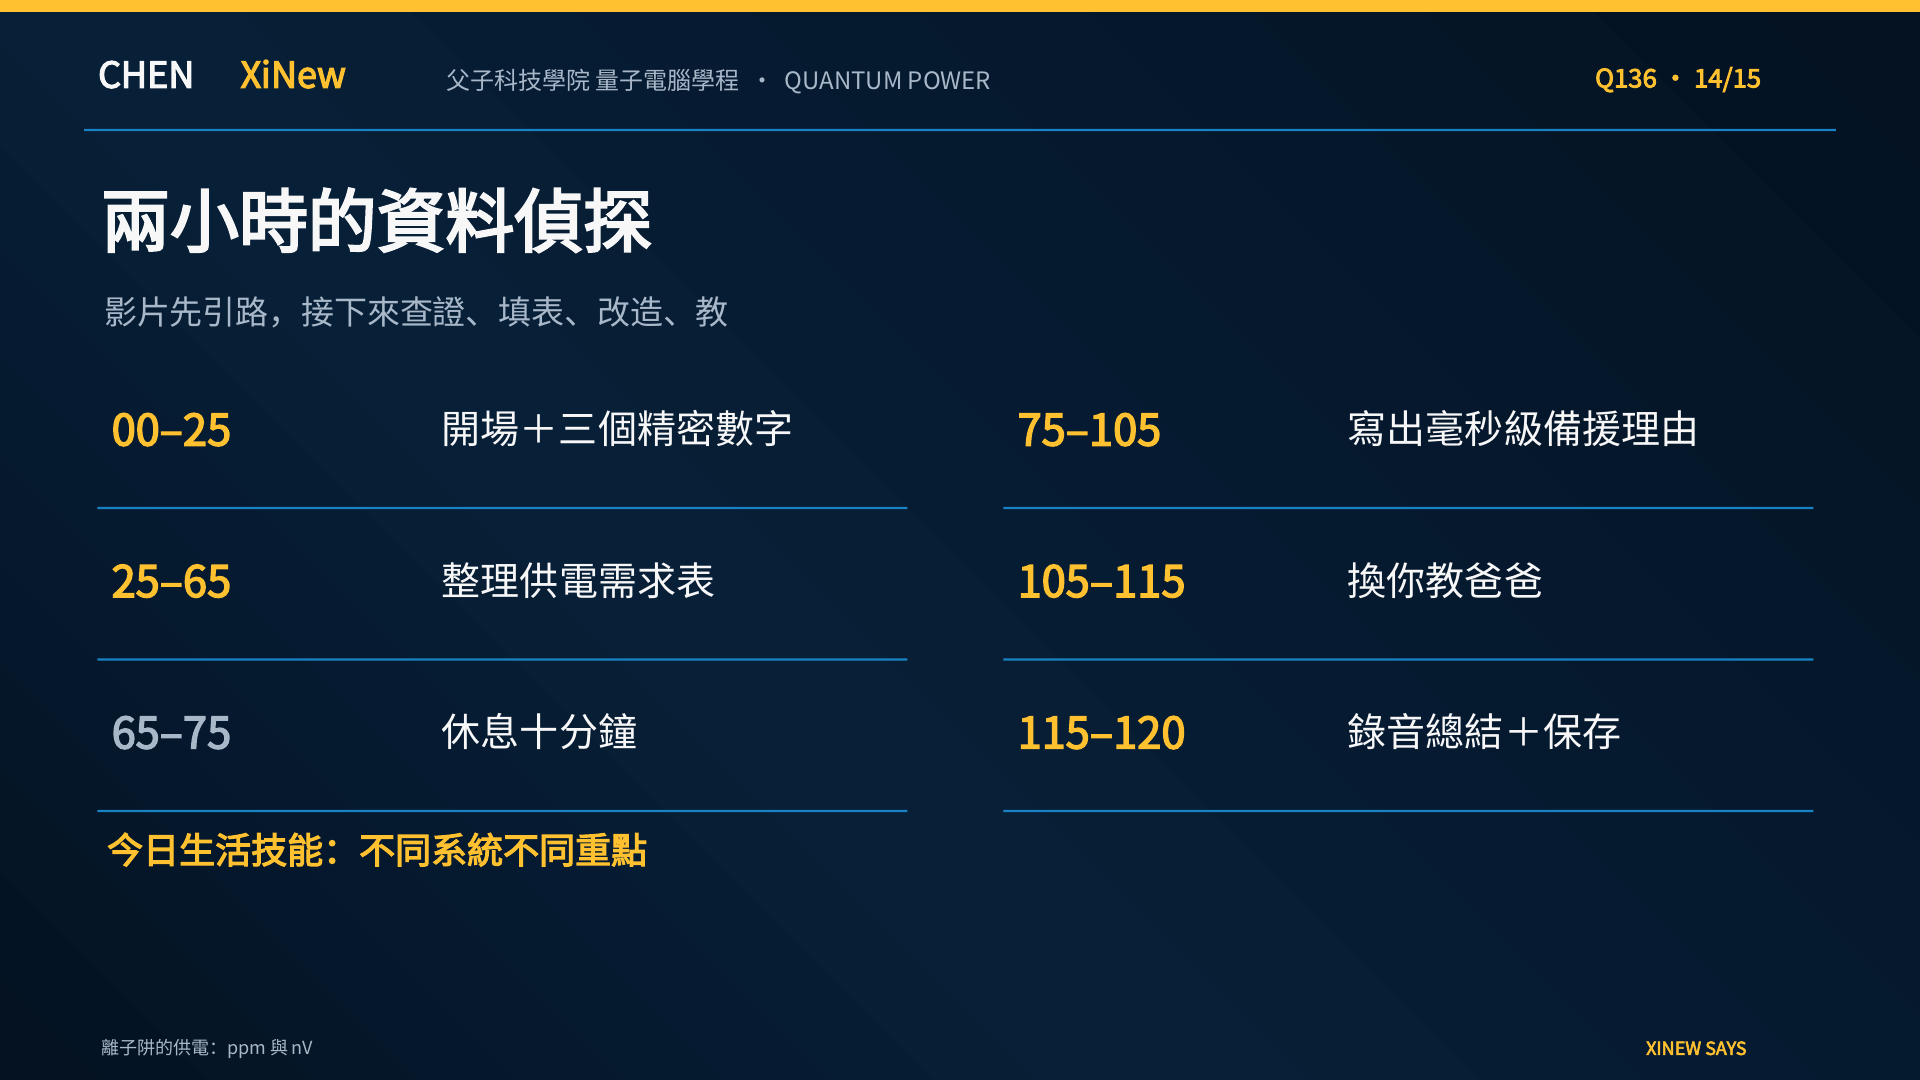 CHEN XiNew 父子科技學院 量子電腦學程 · QUANTUM POWER Q136 · 14/15
兩小時的資料偵探
影片先引路，接下來查證、填表、改造、教
00–25 開場＋三個精密數字
25–65 整理供電需求表
65–75 休息十分鐘
75–105 寫出毫秒級備援理由
105–115 換你教爸爸
115–120 錄音總結＋保存
今日生活技能：不同系統不同重點
離子阱的供電：ppm 與 nV
XINEW SAYS